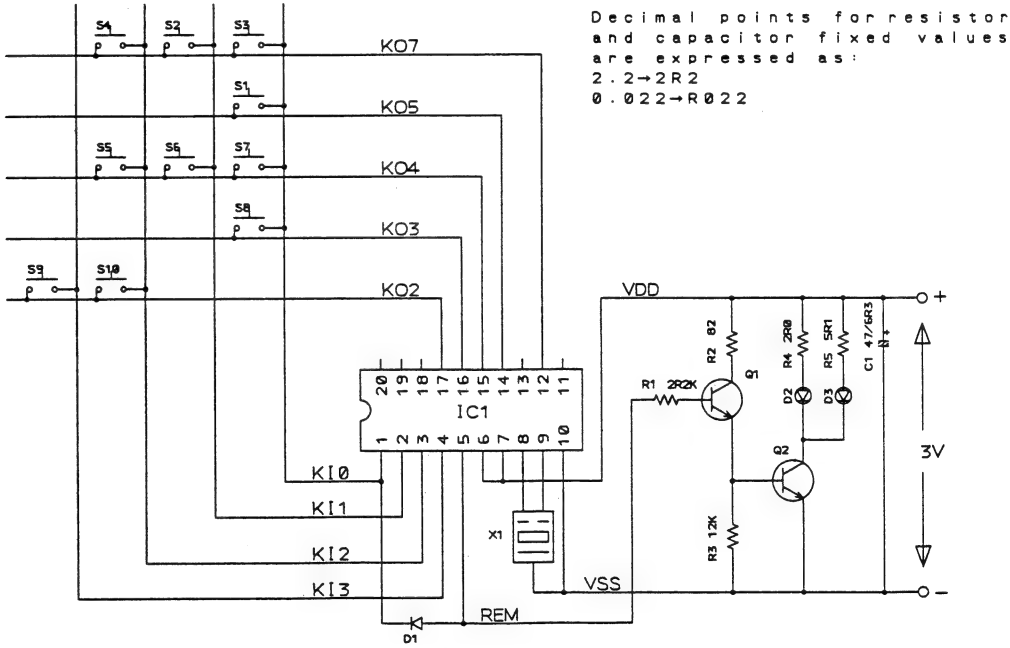 Decimal points for resistor
and capacitor fixed values
are expressed as:
2.2→2R2
0.022→R022
S4 S2 S3
KO7
S1
KO5
S5 S6 S7
KO4
S8
KO3
S9 S10
KO2
VDD
+
R2 82
R4 2R0
R5 5R1
C1 47/6R3
+
R1 2R2K
Q1
D2
D3
20 19 18 17 16 15 14 13 12 11
IC1
1 2 3 4 5 6 7 8 9 10
3V
Q2
KI0
KI1
X1
R3 12K
KI2
KI3
VSS
-
REM
D1